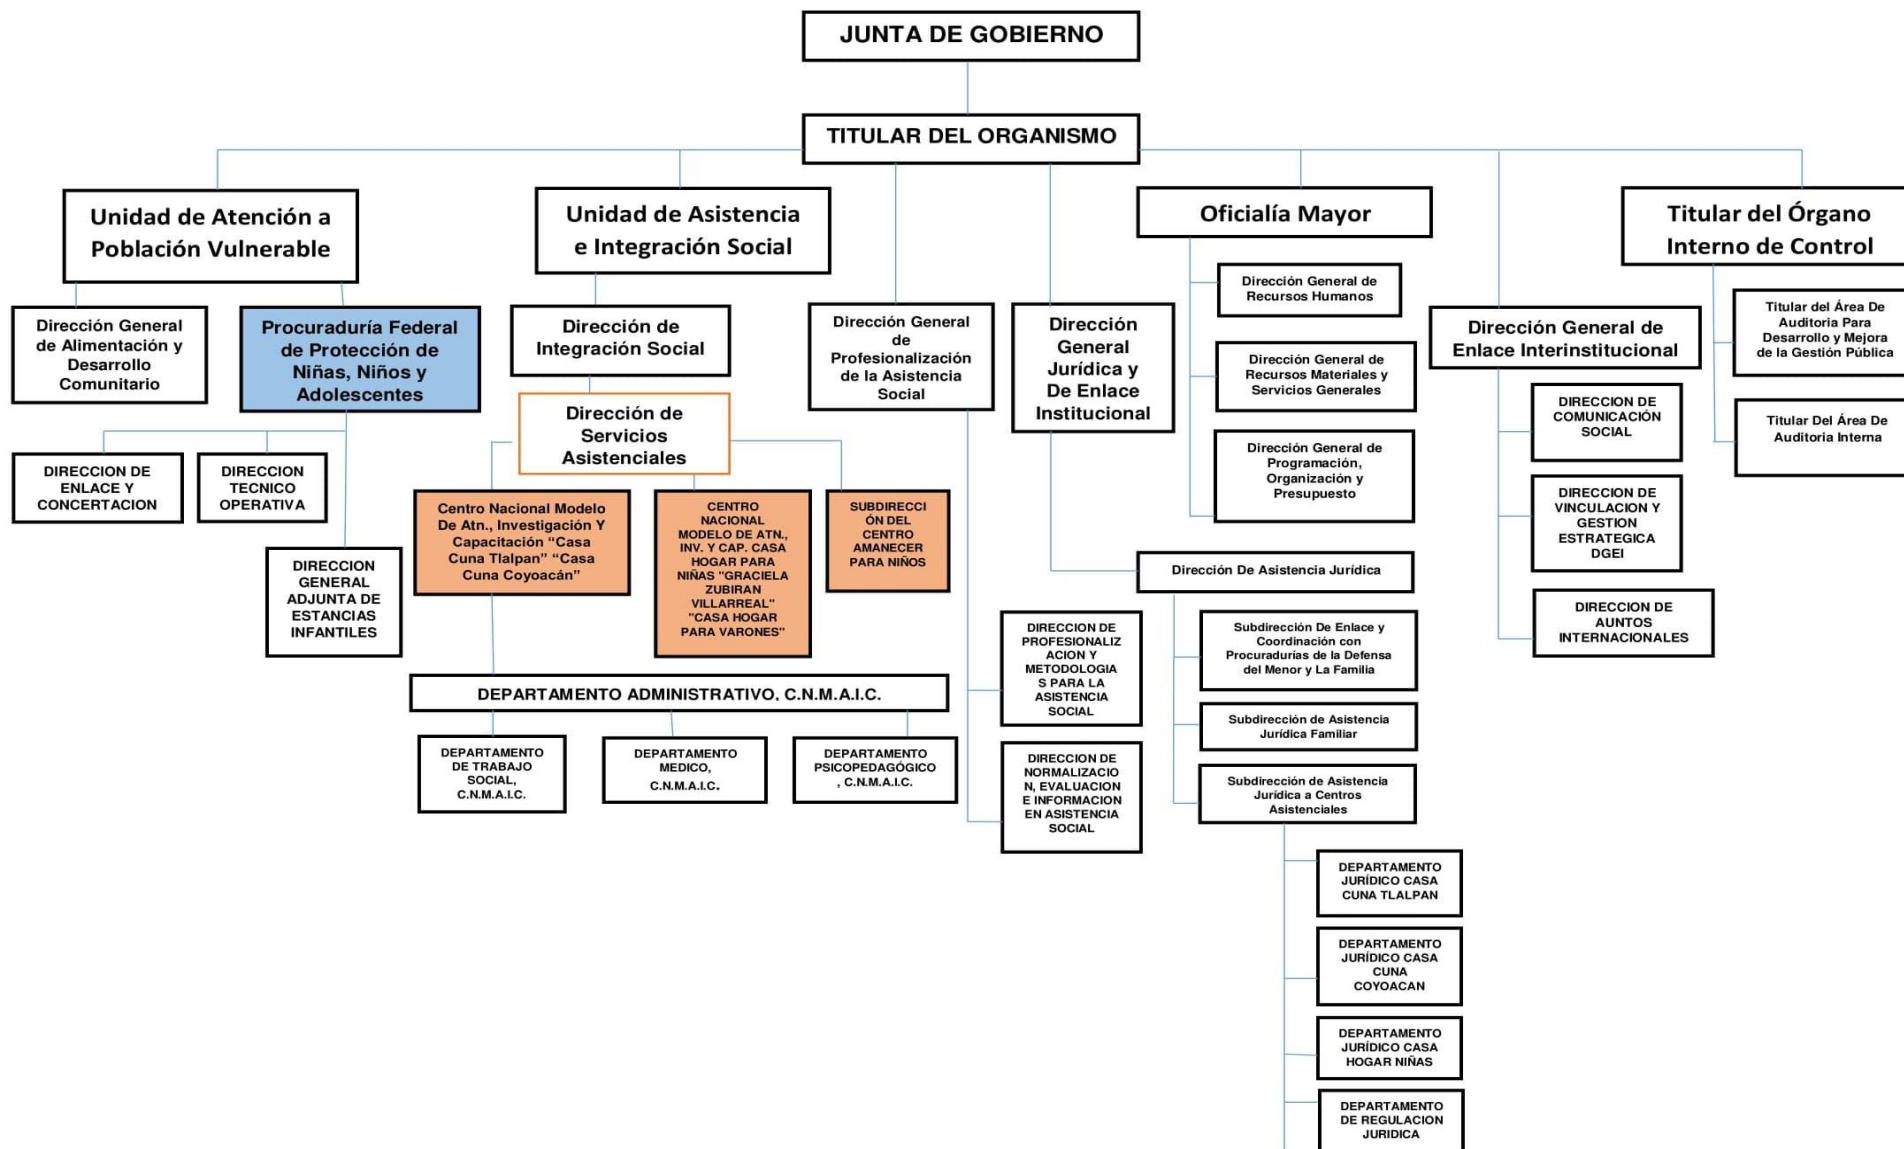 JUNTA DE GOBIERNO
TITULAR DEL ORGANISMO
Unidad de Atención a
Población Vulnerable
Unidad de Asistencia
e Integración Social
Oficialía Mayor
Titular del Órgano
Interno de Control
Dirección General
de Alimentación y
Desarrollo
Comunitario
Procuraduría Federal
de Protección de
Niñas, Niños y
Adolescentes
DIRECCION DE
ENLACE Y
CONCERTACION
DIRECCION
TECNICO
OPERATIVA
DIRECCION
GENERAL
ADJUNTA DE
ESTANCIAS
INFANTILES
Dirección de
Integración Social
Dirección de
Servicios
Asistenciales
Centro Nacional Modelo
De Atn., Investigación Y
Capacitación “Casa
Cuna Tlalpan” “Casa
Cuna Coyoacán”
CENTRO
NACIONAL
MODELO DE ATN.,
INV. Y CAP. CASA
HOGAR PARA
NIÑAS "GRACIELA
ZUBIRAN
VILLARREAL"
"CASA HOGAR
PARA VARONES"
SUBDIRECCI
ÓN DEL
CENTRO
AMANECER
PARA NIÑOS
DEPARTAMENTO ADMINISTRATIVO, C.N.M.A.I.C.
DEPARTAMENTO
DE TRABAJO
SOCIAL,
C.N.M.A.I.C.
DEPARTAMENTO
MEDICO,
C.N.M.A.I.C.
DEPARTAMENTO
PSICOPEDAGÓGICO
, C.N.M.A.I.C.
Dirección General
de
Profesionalización
de la Asistencia
Social
DIRECCION DE
PROFESIONALIZ
ACION Y
METODOLOGIA
S PARA LA
ASISTENCIA
SOCIAL
DIRECCION DE
NORMALIZACIO
N, EVALUACION
E INFORMACION
EN ASISTENCIA
SOCIAL
Dirección
General
Jurídica y
De Enlace
Institucional
Dirección De Asistencia Jurídica
Subdirección De Enlace y
Coordinación con
Procuradurías de la Defensa
del Menor y La Familia
Subdirección de Asistencia
Jurídica Familiar
Subdirección de Asistencia
Jurídica a Centros
Asistenciales
DEPARTAMENTO
JURÍDICO CASA
CUNA TLALPAN
DEPARTAMENTO
JURÍDICO CASA
CUNA
COYOACAN
DEPARTAMENTO
JURÍDICO CASA
HOGAR NIÑAS
DEPARTAMENTO
DE REGULACION
JURIDICA
Dirección General de
Recursos Humanos
Dirección General de
Recursos Materiales y
Servicios Generales
Dirección General de
Programación,
Organización y
Presupuesto
Dirección General de
Enlace Interinstitucional
DIRECCION DE
COMUNICACIÓN
SOCIAL
DIRECCION DE
VINCULACION Y
GESTION
ESTRATEGICA
DGEI
DIRECCION DE
AUNTOS
INTERNACIONALES
Titular del Área De
Auditoria Para
Desarrollo y Mejora
de la Gestión Pública
Titular Del Área De
Auditoria Interna